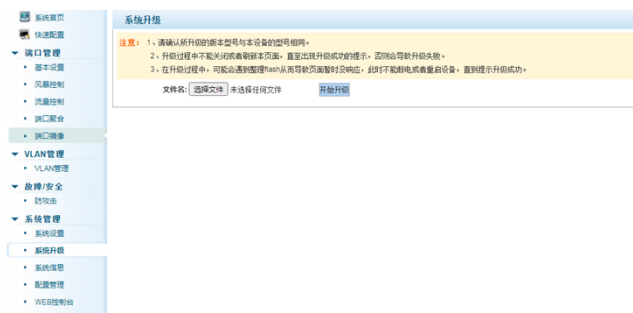 系统首页
快速配置
端口管理
基本设置
风暴控制
流量控制
端口聚合
端口镜像
VLAN管理
VLAN管理
故障/安全
防攻击
系统管理
系统设置
系统升级
系统信息
配置管理
WEB控制台
系统升级
注意: 1、请确认所升级的版本型号与本设备的型号相同。
2、升级过程中不能关闭或者刷新本页面,直至出现升级成功的提示,否则会导致升级失败。
3、在升级过程中,可能会遇到整理flash从而导致页面暂时没响应,此时不能断电或者重启设备,直到提示升级成功。
文件名: 选择文件 未选择任何文件 开始升级